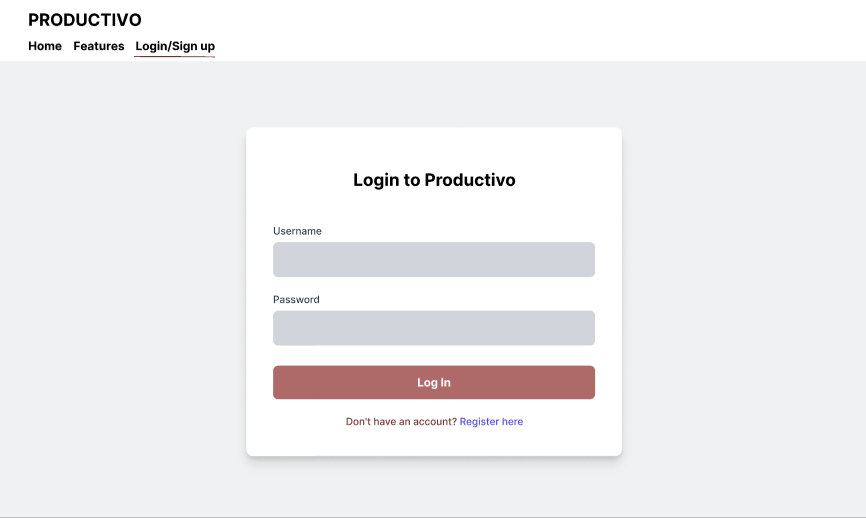 PRODUCTIVO
Home Features Login/Sign up
Login to Productivo
Username
Password
Log In
Don't have an account? Register here